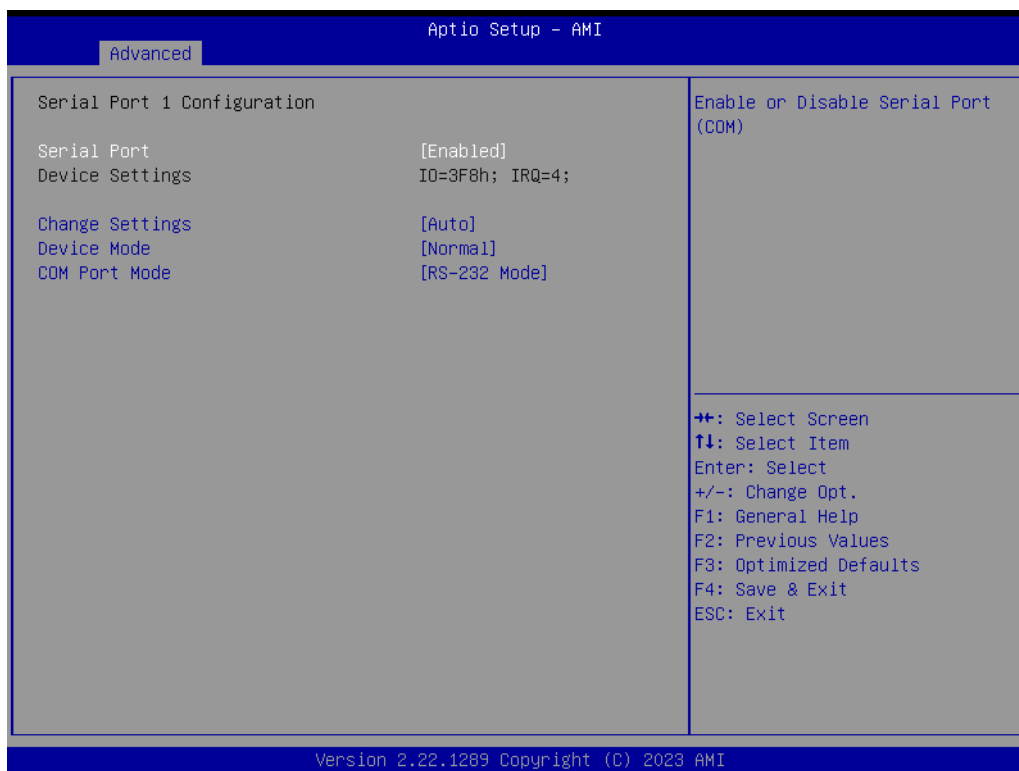 Aptio Setup – AMI
Advanced
Serial Port 1 Configuration
Serial Port [Enabled]
Device Settings IO=3F8h; IRQ=4;
Change Settings [Auto]
Device Mode [Normal]
COM Port Mode [RS-232 Mode]
Enable or Disable Serial Port
(COM)
→←: Select Screen
↑↓: Select Item
Enter: Select
+/-: Change Opt.
F1: General Help
F2: Previous Values
F3: Optimized Defaults
F4: Save & Exit
ESC: Exit
Version 2.22.1289 Copyright (C) 2023 AMI